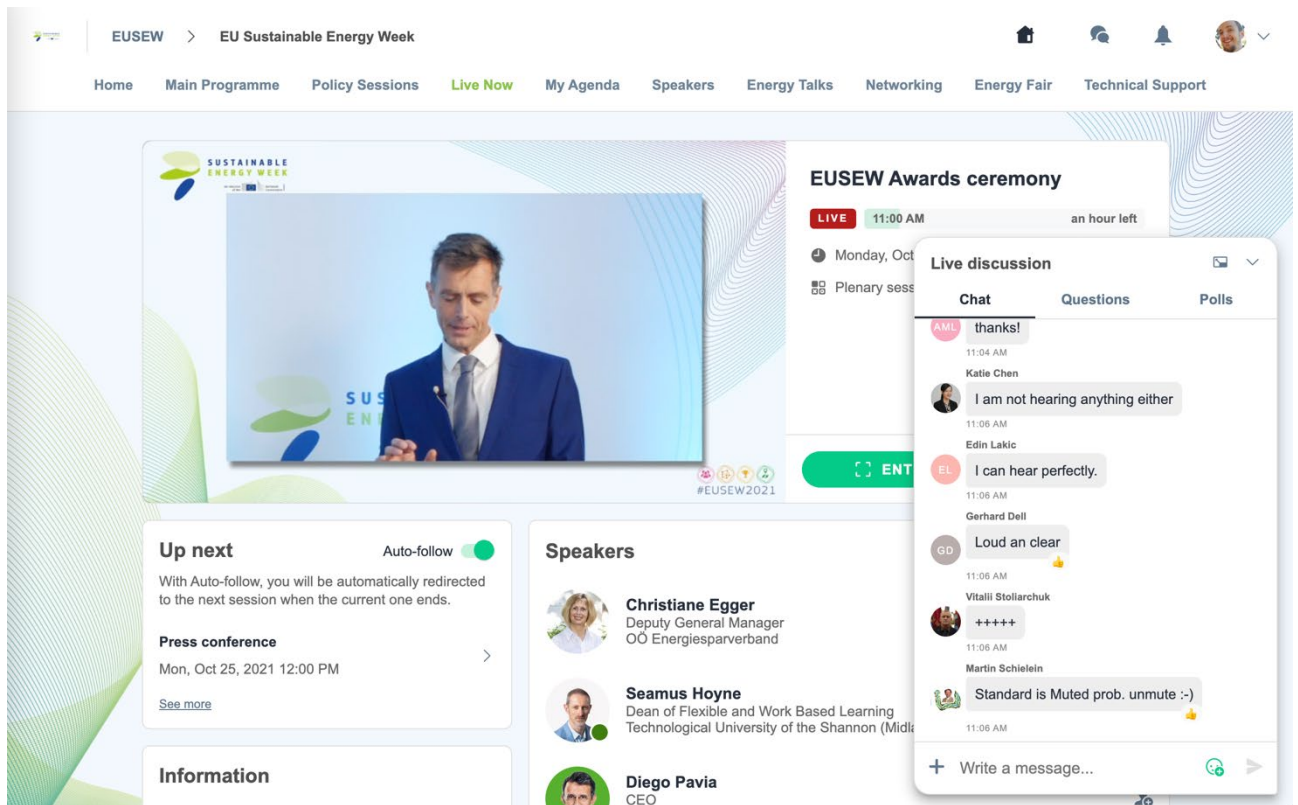 EUSEW > EU Sustainable Energy Week
Home Main Programme Policy Sessions Live Now My Agenda Speakers Energy Talks Networking Energy Fair Technical Support
SUSTAINABLE
ENERGY WEEK
SUS
ENE
#EUSEW2021
EUSEW Awards ceremony
LIVE 11:00 AM an hour left
Monday, Oct
Plenary sess
ENT
Up next Auto-follow
With Auto-follow, you will be automatically redirected
to the next session when the current one ends.
Press conference
Mon, Oct 25, 2021 12:00 PM
See more
Information
Speakers
Christiane Egger
Deputy General Manager
OÖ Energiesparverband
Seamus Hoyne
Dean of Flexible and Work Based Learning
Technological University of the Shannon (Midla
Diego Pavia
CEO
Live discussion
Chat Questions Polls
AML thanks!
11:04 AM
Katie Chen
I am not hearing anything either
11:06 AM
Edin Lakic
EL I can hear perfectly.
11:06 AM
Gerhard Dell
GD Loud an clear
11:06 AM
Vitalii Stoliarchuk
+++++
11:06 AM
Martin Schielein
Standard is Muted prob. unmute :-)
11:06 AM
+ Write a message...